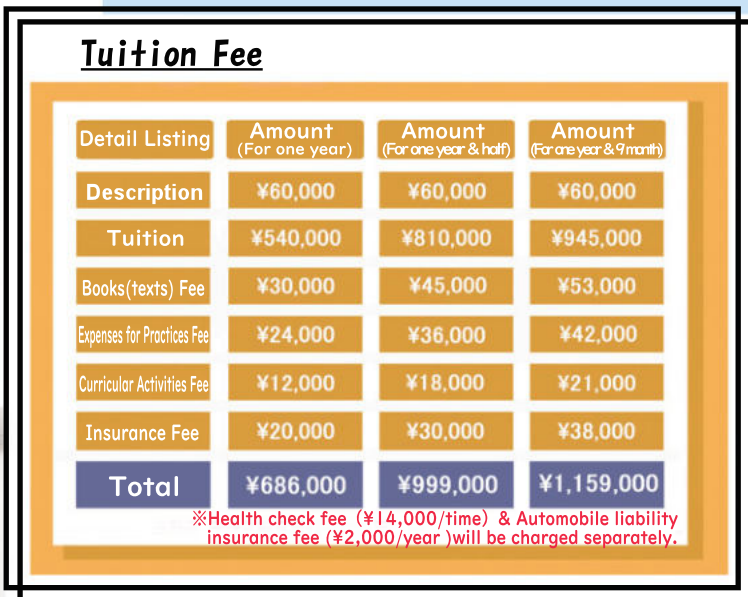 Tuition Fee
Detail Listing Amount (For one year) Amount (For one year & half) Amount (For one year & 9 month)
Description ¥60,000 ¥60,000 ¥60,000
Tuition ¥540,000 ¥810,000 ¥945,000
Books(texts) Fee ¥30,000 ¥45,000 ¥53,000
Expenses for Practices Fee ¥24,000 ¥36,000 ¥42,000
Curricular Activities Fee ¥12,000 ¥18,000 ¥21,000
Insurance Fee ¥20,000 ¥30,000 ¥38,000
Total ¥686,000 ¥999,000 ¥1,159,000
※Health check fee (¥14,000/time) & Automobile liability
insurance fee (¥2,000/year )will be charged separately.